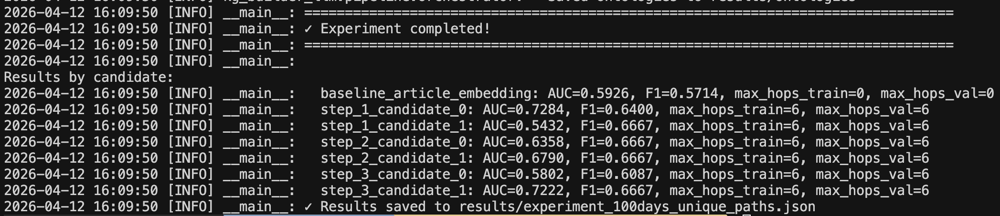 kg_builder_llm.pipeline.orchestrator: Saved ontologies to results/ontologies
2026-04-12 16:09:50 [INFO] __main__: ================================================================================
2026-04-12 16:09:50 [INFO] __main__: ✓ Experiment completed!
2026-04-12 16:09:50 [INFO] __main__: ================================================================================
2026-04-12 16:09:50 [INFO] __main__:
Results by candidate:
2026-04-12 16:09:50 [INFO] __main__:   baseline_article_embedding: AUC=0.5926, F1=0.5714, max_hops_train=0, max_hops_val=0
2026-04-12 16:09:50 [INFO] __main__:   step_1_candidate_0: AUC=0.7284, F1=0.6400, max_hops_train=6, max_hops_val=6
2026-04-12 16:09:50 [INFO] __main__:   step_1_candidate_1: AUC=0.5432, F1=0.6667, max_hops_train=6, max_hops_val=6
2026-04-12 16:09:50 [INFO] __main__:   step_2_candidate_0: AUC=0.6358, F1=0.6667, max_hops_train=6, max_hops_val=6
2026-04-12 16:09:50 [INFO] __main__:   step_2_candidate_1: AUC=0.6790, F1=0.6667, max_hops_train=6, max_hops_val=6
2026-04-12 16:09:50 [INFO] __main__:   step_3_candidate_0: AUC=0.5802, F1=0.6087, max_hops_train=6, max_hops_val=6
2026-04-12 16:09:50 [INFO] __main__:   step_3_candidate_1: AUC=0.7222, F1=0.6667, max_hops_train=6, max_hops_val=6
2026-04-12 16:09:50 [INFO] __main__: ✓ Results saved to results/experiment_100days_unique_paths.json